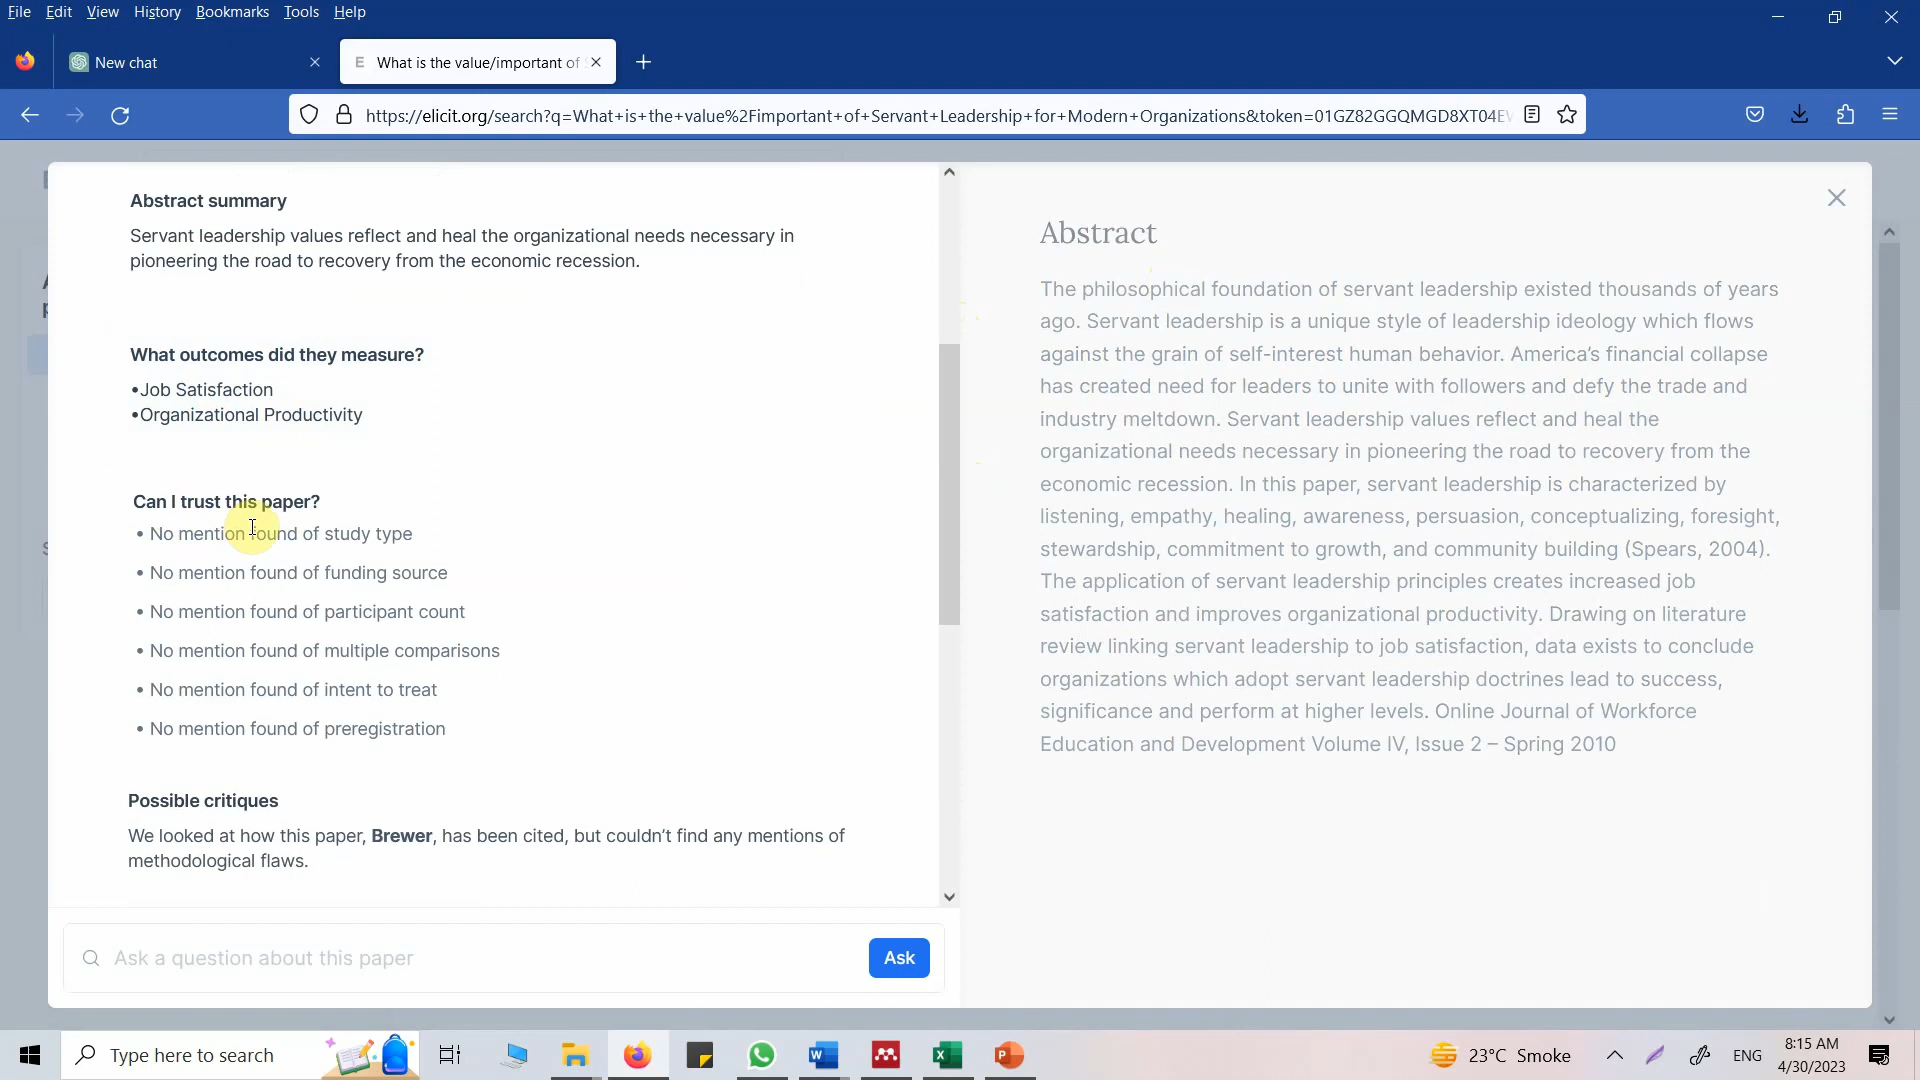 File Edit View History Bookmarks Tools Help
New chat
What is the value/important of
https://elicit.org/search?q=What+is+the+value%2Fimportant+of+Servant+Leadership+for+Modern+Organizations&token=01GZ82GGQMGD8XT04E
Abstract summary
Servant leadership values reflect and heal the organizational needs necessary in
pioneering the road to recovery from the economic recession.
What outcomes did they measure?
•Job Satisfaction
•Organizational Productivity
Can I trust this paper?
• No mention found of study type
• No mention found of funding source
• No mention found of participant count
• No mention found of multiple comparisons
• No mention found of intent to treat
• No mention found of preregistration
Possible critiques
We looked at how this paper, Brewer, has been cited, but couldn't find any mentions of
methodological flaws.
Ask a question about this paper
Ask
Abstract
The philosophical foundation of servant leadership existed thousands of years
ago. Servant leadership is a unique style of leadership ideology which flows
against the grain of self-interest human behavior. America's financial collapse
has created need for leaders to unite with followers and defy the trade and
industry meltdown. Servant leadership values reflect and heal the
organizational needs necessary in pioneering the road to recovery from the
economic recession. In this paper, servant leadership is characterized by
listening, empathy, healing, awareness, persuasion, conceptualizing, foresight,
stewardship, commitment to growth, and community building (Spears, 2004).
The application of servant leadership principles creates increased job
satisfaction and improves organizational productivity. Drawing on literature
review linking servant leadership to job satisfaction, data exists to conclude
organizations which adopt servant leadership doctrines lead to success,
significance and perform at higher levels. Online Journal of Workforce
Education and Development Volume IV, Issue 2 – Spring 2010
Type here to search
23°C Smoke
ENG
8:15 AM
4/30/2023